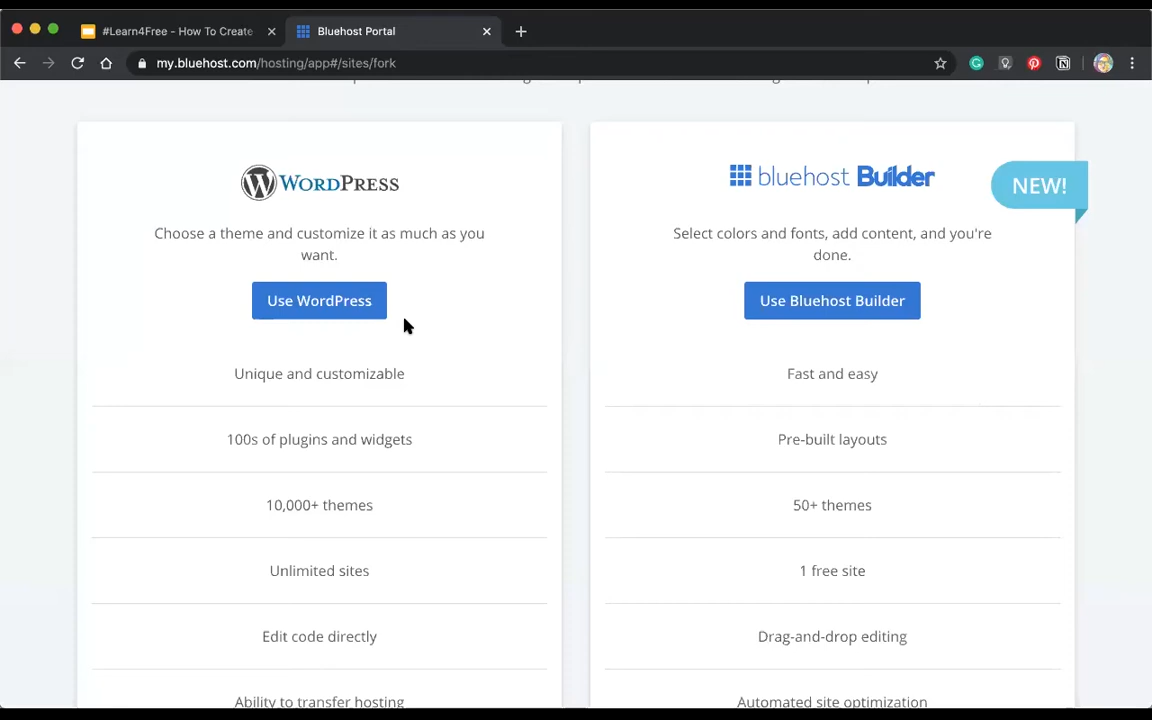 #Learn4Free - How To Create
Bluehost Portal
my.bluehost.com/hosting/app#/sites/fork
WORDPRESS
Choose a theme and customize it as much as you
want.
Use WordPress
Unique and customizable
100s of plugins and widgets
10,000+ themes
Unlimited sites
Edit code directly
Ability to transfer hosting
bluehost Builder
NEW!
Select colors and fonts, add content, and you're
done.
Use Bluehost Builder
Fast and easy
Pre-built layouts
50+ themes
1 free site
Drag-and-drop editing
Automated site optimization